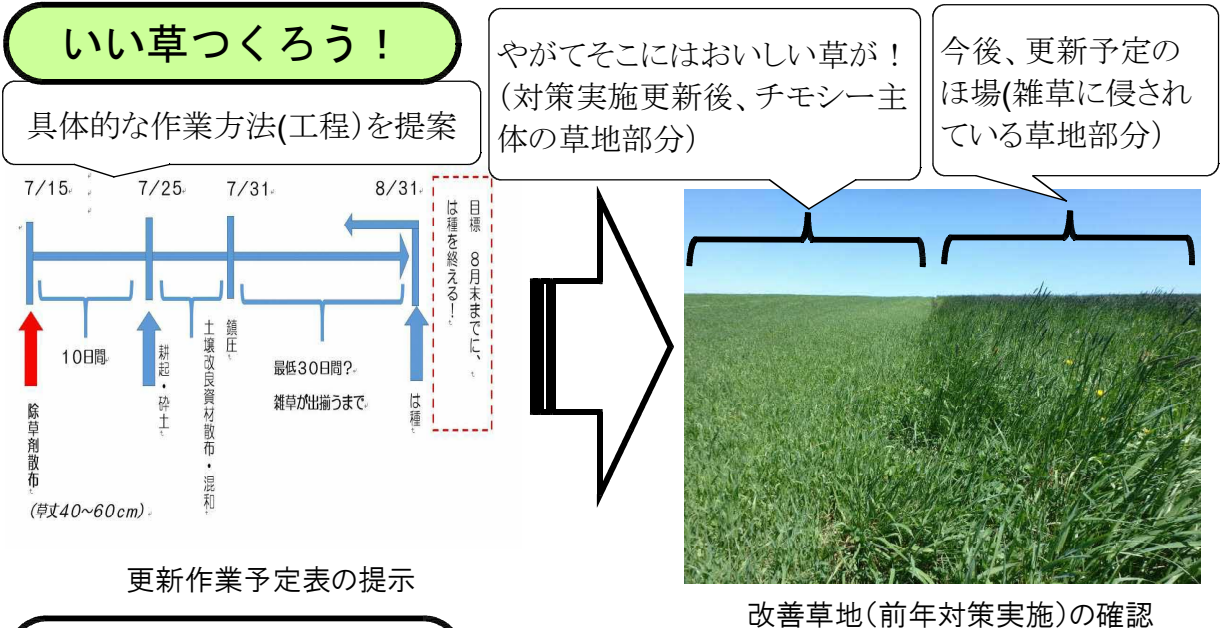 いい草つくろう！
具体的な作業方法(工程)を提案
やがてそこにはおいしい草が！
(対策実施更新後、チモシー主
体の草地部分)
今後、更新予定の
ほ場(雑草に侵され
ている草地部分)
7/15 7/25 7/31 8/31
目標 8月末までに、
は種を終える！
10日間
耕起・砕土
土壌改良資材散布・混和
鎮圧
最低30日間?
雑草が出揃うまで
は種
除草剤散布
(草丈40～60cm)
更新作業予定表の提示
改善草地(前年対策実施)の確認